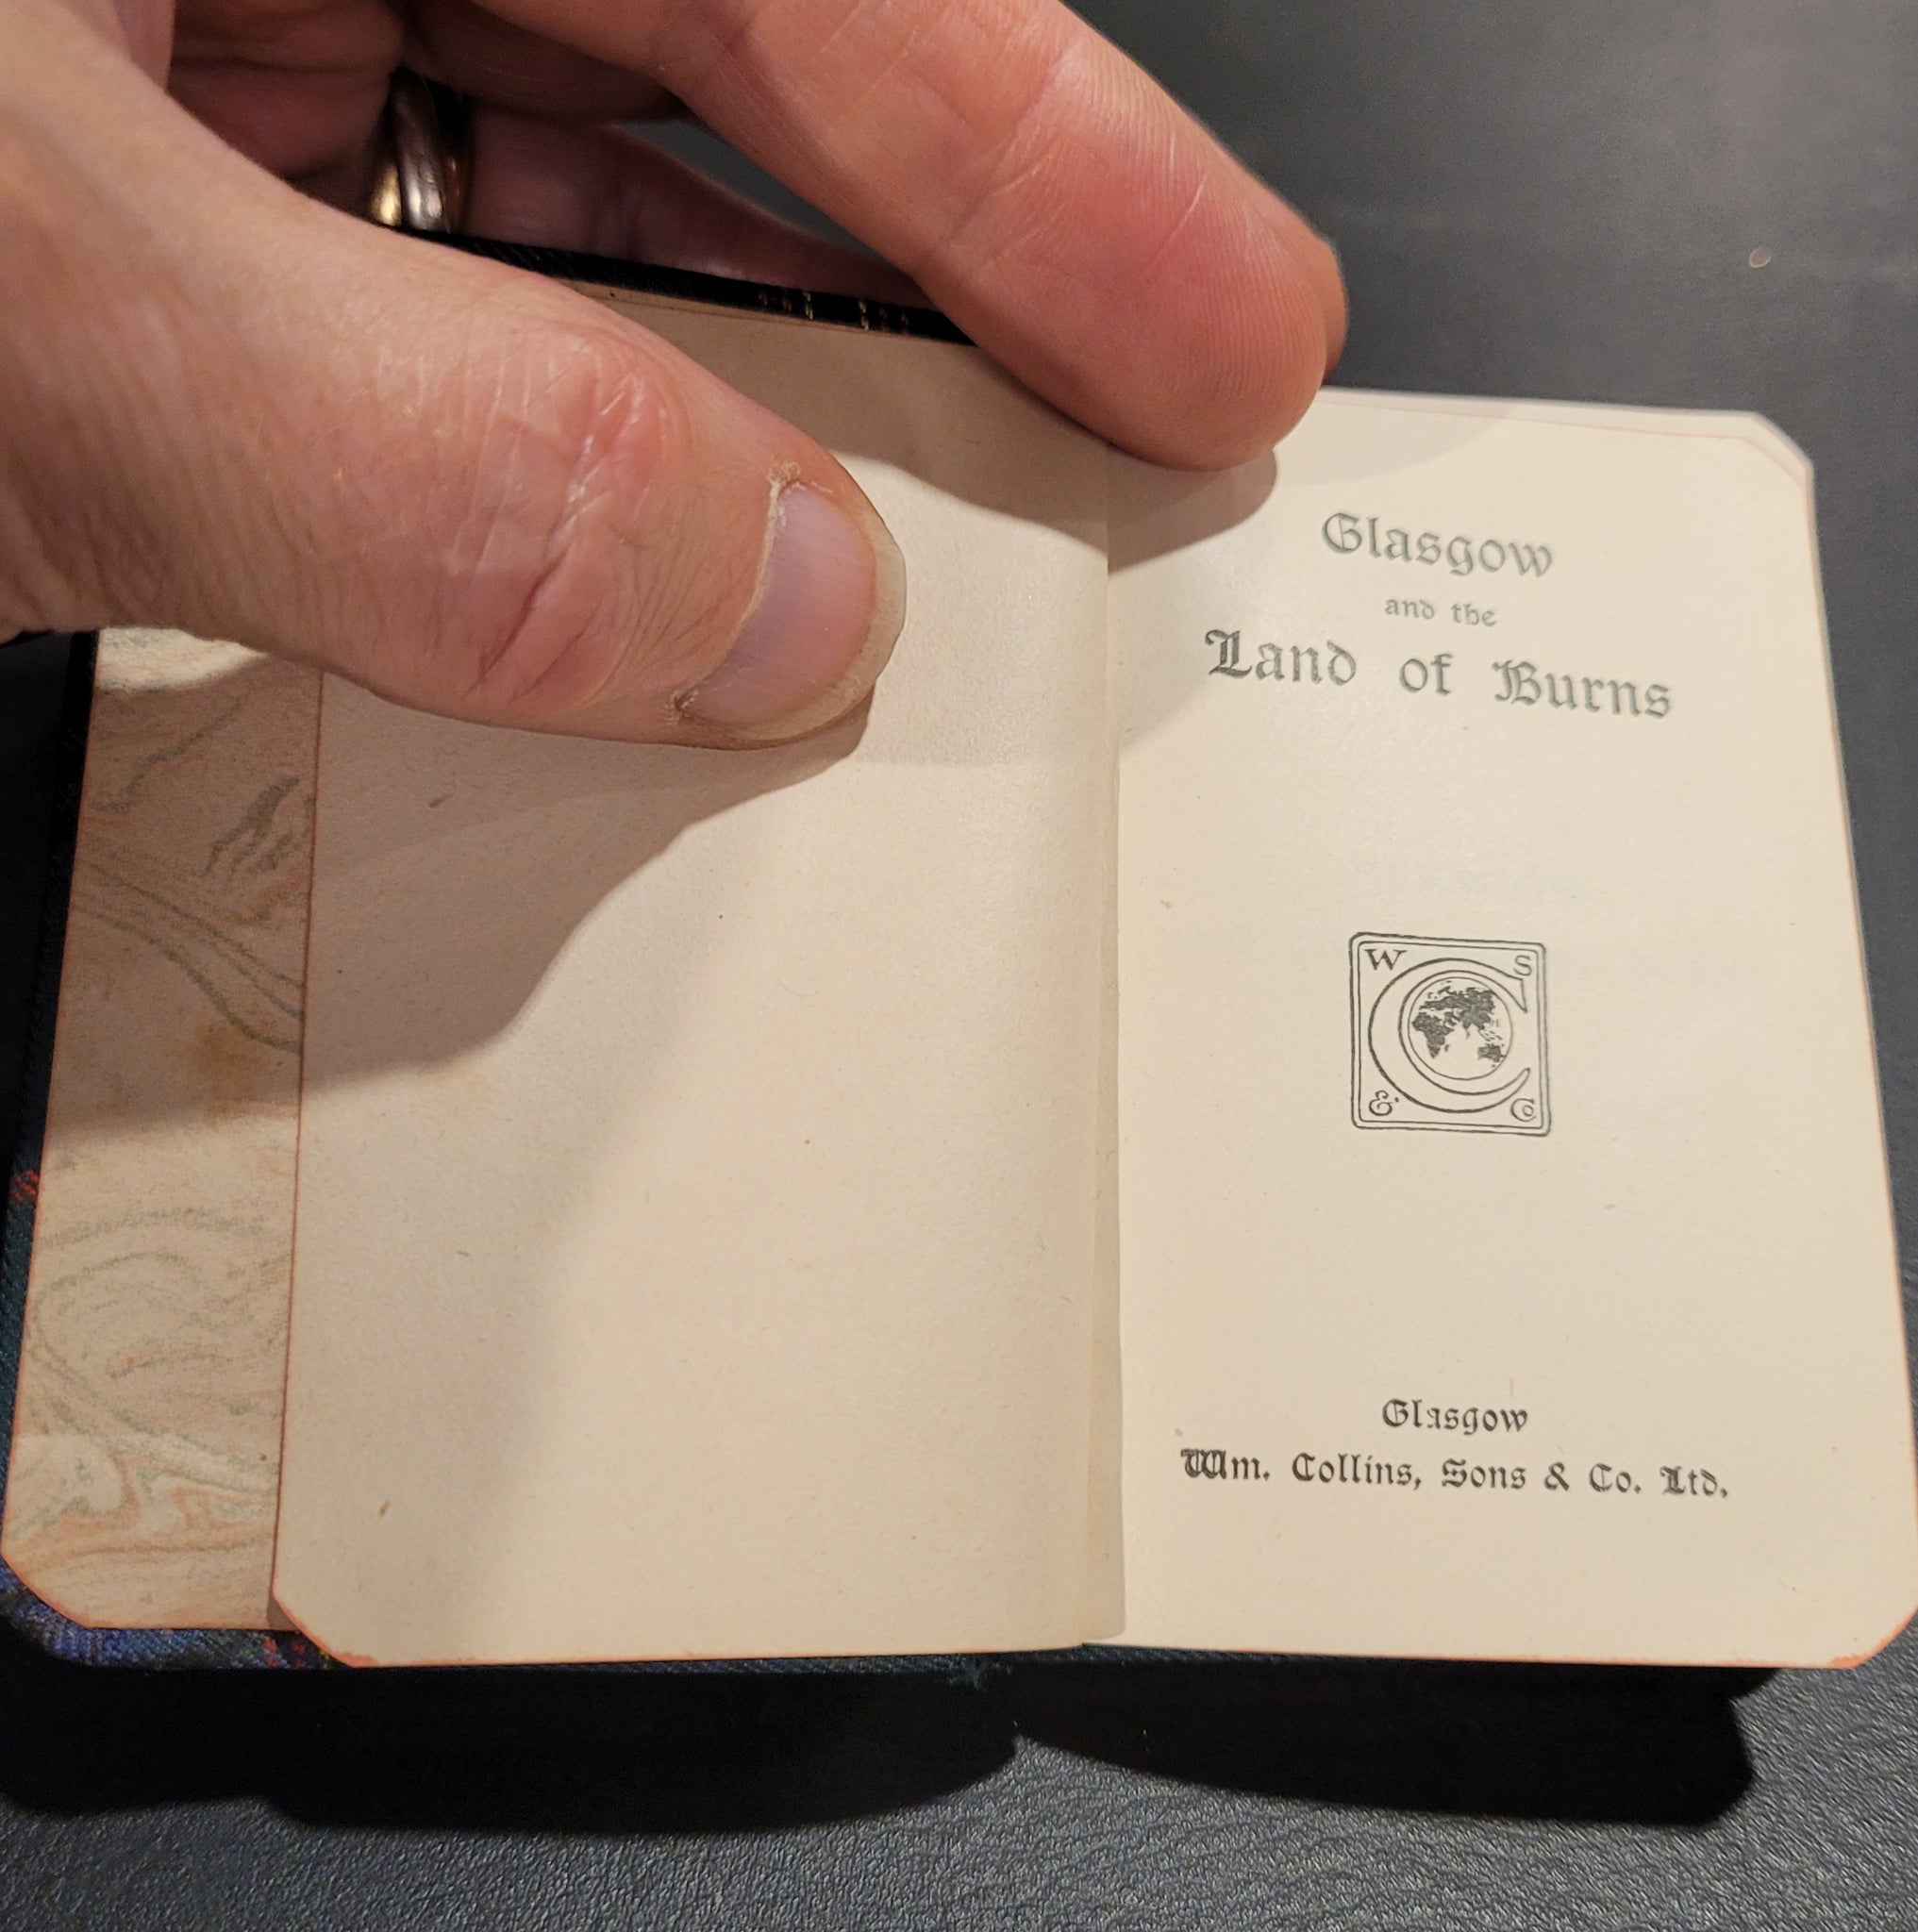 Glasgow
and the
Land of Burns
W S
C
& Co
Glasgow
Wm. Collins, Sons & Co. Ltd.